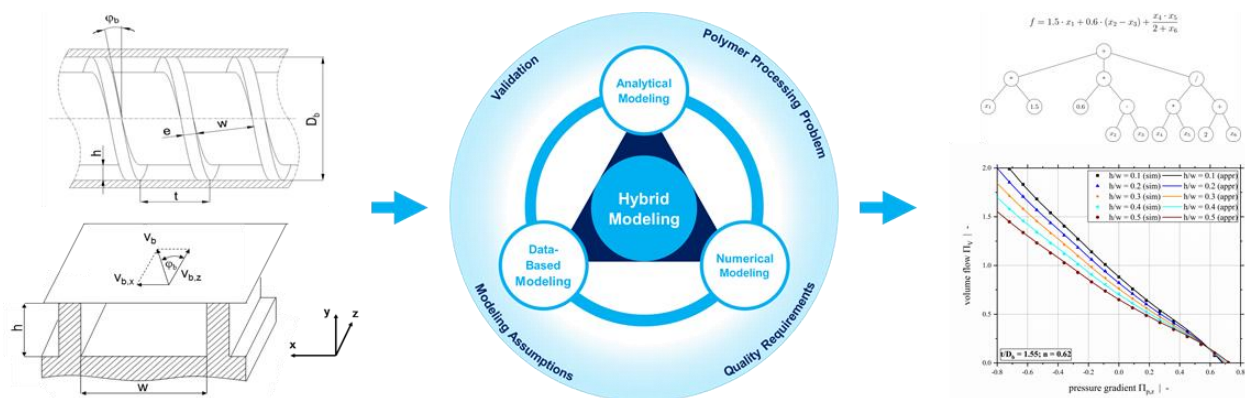 φb
Db
e
w
h
t
Vb
φb
Vb,x
Vb,z
h
w
y
z
x
Validation
Polymer Processing Problem
Modeling Assumptions
Quality Requirements
Analytical
Modeling
Hybrid
Modeling
Data-
Based
Modeling
Numerical
Modeling
f = 1.5 · x1 + 0.6 · (x2 − x3) + x4 · x5 / 2 + x6
+
* * /
x1 1.5 0.6 - * +
x2 x3 x4 x5 2 x6
volume flow ΠV | -
2.0
1.5
1.0
0.5
0.0
h/w = 0.1 (sim) h/w = 0.1 (appr)
h/w = 0.2 (sim) h/w = 0.2 (appr)
h/w = 0.3 (sim) h/w = 0.3 (appr)
h/w = 0.4 (sim) h/w = 0.4 (appr)
h/w = 0.5 (sim) h/w = 0.5 (appr)
t/Db = 1.55; n = 0.62
-0.8 -0.6 -0.4 -0.2 0.0 0.2 0.4 0.6 0.8
pressure gradient Πp,z | -